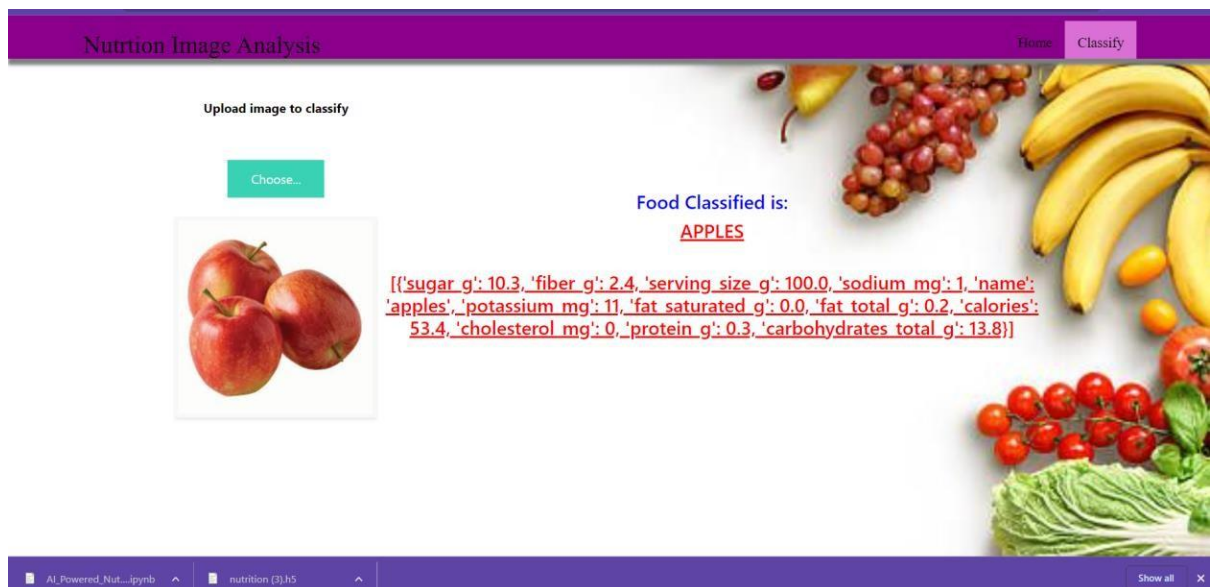 Nutrtion Image Analysis
Home
Classify
Upload image to classify
Choose...
Food Classified is:
APPLES
[{'sugar_g': 10.3, 'fiber_g': 2.4, 'serving_size_g': 100.0, 'sodium_mg': 1, 'name':
'apples', 'potassium_mg': 11, 'fat_saturated_g': 0.0, 'fat_total_g': 0.2, 'calories':
53.4, 'cholesterol_mg': 0, 'protein_g': 0.3, 'carbohydrates_total_g': 13.8}]
AI_Powered_Nut....ipynb
nutrition (3).h5
Show all